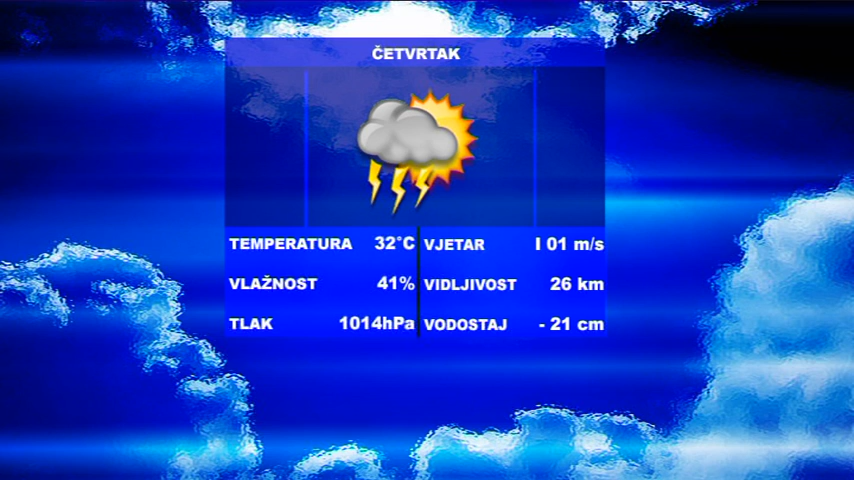 ČETVRTAK
TEMPERATURA 32°C VJETAR I 01 m/s
VLAŽNOST 41% VIDLJIVOST 26 km
TLAK 1014hPa VODOSTAJ - 21 cm